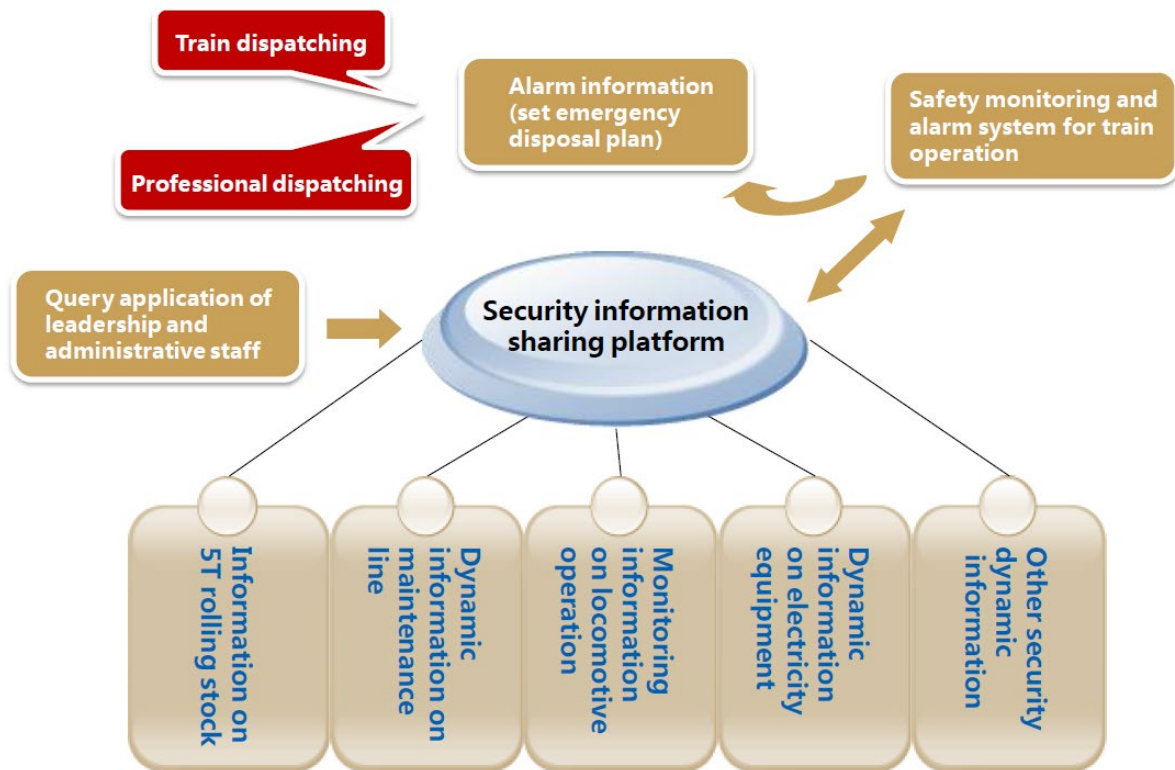 Train dispatching
Professional dispatching
Alarm information
(set emergency
disposal plan)
Safety monitoring and
alarm system for train
operation
Query application of
leadership and
administrative staff
Security information
sharing platform
Information on
5T rolling stock
Dynamic
information on
maintenance
line
Monitoring
information
on locomotive
operation
Dynamic
information
on electricity
equipment
Other security
dynamic
information